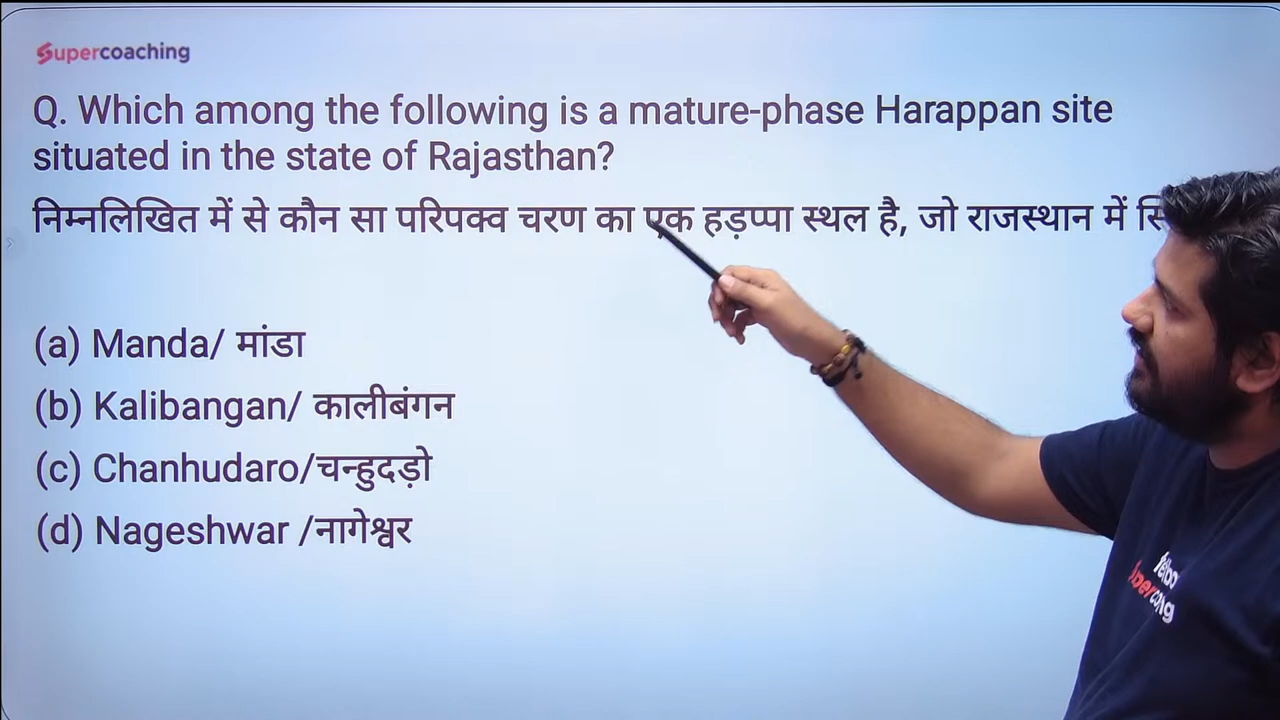 Supercoaching
Q. Which among the following is a mature-phase Harappan site
situated in the state of Rajasthan?
निम्नलिखित में से कौन सा परिपक्व चरण का एक हड़प्पा स्थल है, जो राजस्थान में
(a) Manda/ मांडा
(b) Kalibangan/ कालीबंगन
(c) Chanhudaro/चन्हुदड़ो
(d) Nageshwar /नागेश्वर